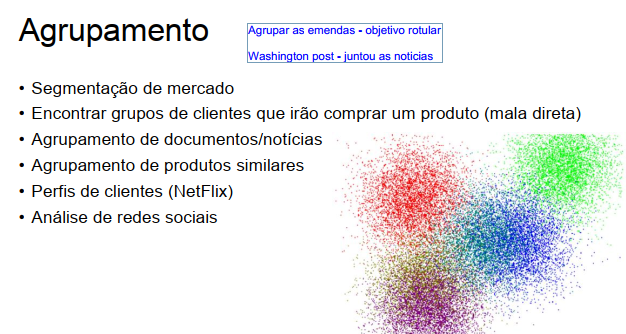 Agrupamento
Agrupar as emendas - objetivo rotular
Washington post - juntou as noticias
• Segmentação de mercado
• Encontrar grupos de clientes que irão comprar um produto (mala direta)
• Agrupamento de documentos/notícias
• Agrupamento de produtos similares
• Perfis de clientes (NetFlix)
• Análise de redes sociais